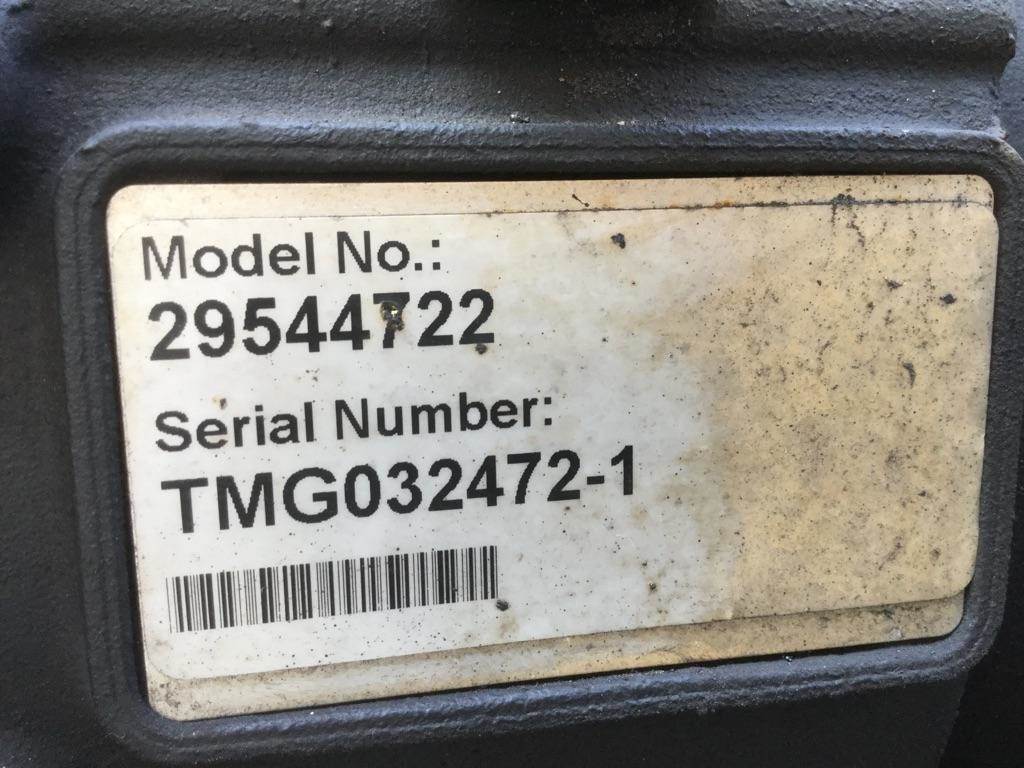 Model No.:
29544722
Serial Number:
TMG032472-1